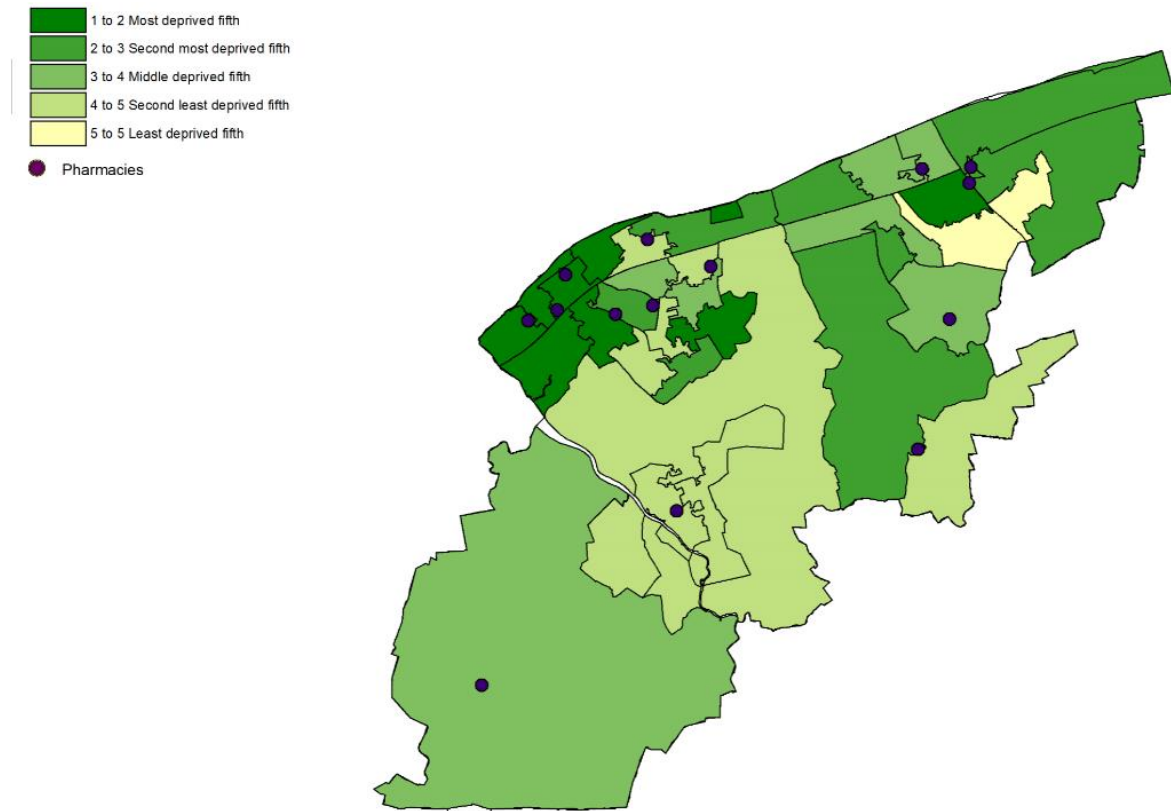 1 to 2 Most deprived fifth
2 to 3 Second most deprived fifth
3 to 4 Middle deprived fifth
4 to 5 Second least deprived fifth
5 to 5 Least deprived fifth
Pharmacies